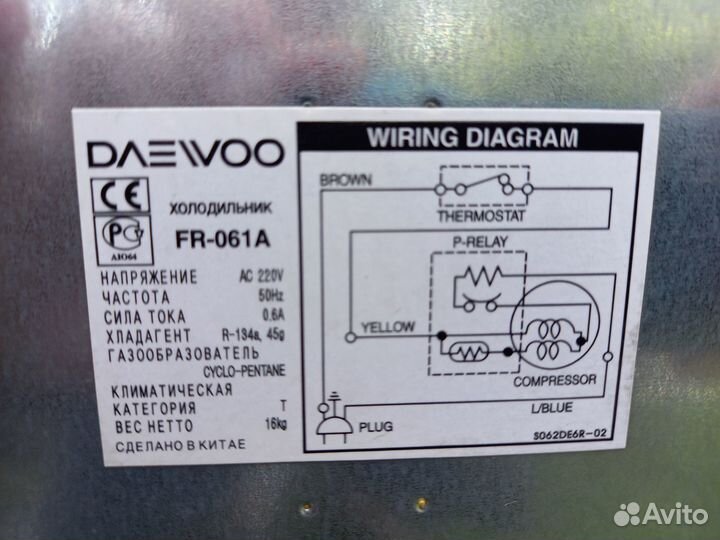 DAEWOO
CE
ХОЛОДИЛЬНИК
FR-061A
РС
АЮ64
НАПРЯЖЕНИЕ AC 220V
ЧАСТОТА 50Hz
СИЛА ТОКА 0.6A
ХЛАДАГЕНТ R-134a, 45g
ГАЗООБРАЗОВАТЕЛЬ
CYCLO-PENTANE
КЛИМАТИЧЕСКАЯ
КАТЕГОРИЯ T
ВЕС НЕТТО 16kg
СДЕЛАНО В КИТАЕ
WIRING DIAGRAM
BROWN
THERMOSTAT
P-RELAY
YELLOW
COMPRESSOR
L/BLUE
PLUG
S062DE6R-02
Avito